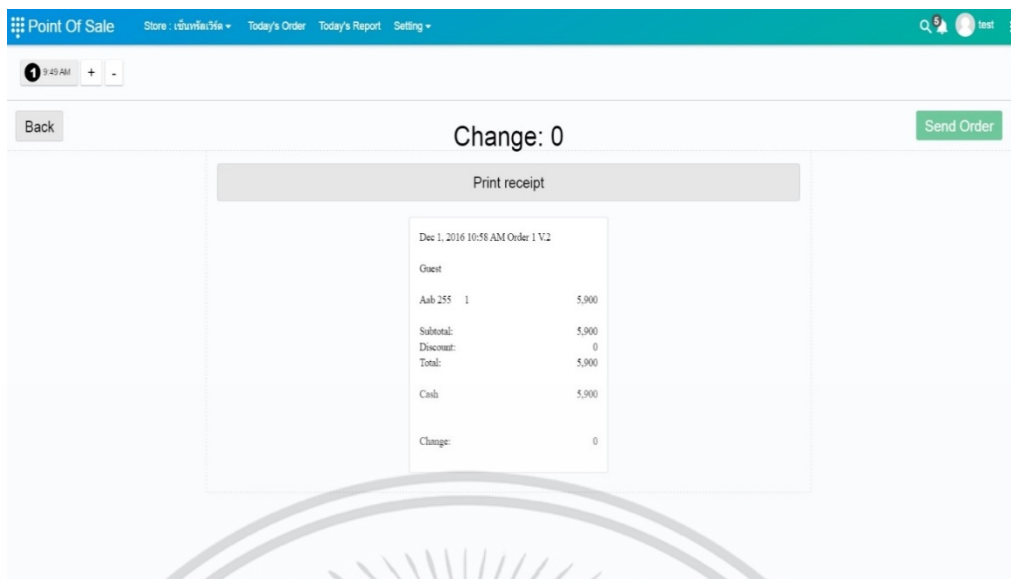 Point Of Sale Store : เซ็นทรัลเวิร์ล Today's Order Today's Report Setting 5 test
1 9:49 AM + -
Back Change: 0 Send Order
Print receipt
Dec 1, 2016 10:58 AM Order 1 V.2
Guest
Aab 255 1 5,900
Subtotal: 5,900
Discount: 0
Total: 5,900
Cash 5,900
Change: 0